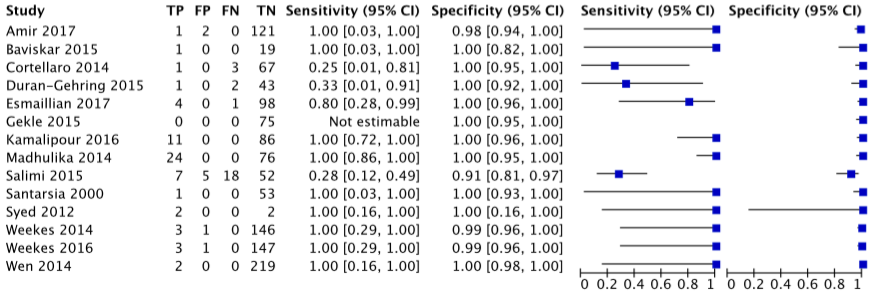 Study TP FP FN TN Sensitivity (95% CI) Specificity (95% CI) Sensitivity (95% CI) Specificity (95% CI)
Amir 2017 1 2 0 121 1.00 [0.03, 1.00] 0.98 [0.94, 1.00]
Baviskar 2015 1 0 0 19 1.00 [0.03, 1.00] 1.00 [0.82, 1.00]
Cortellaro 2014 1 0 3 67 0.25 [0.01, 0.81] 1.00 [0.95, 1.00]
Duran-Gehring 2015 1 0 2 43 0.33 [0.01, 0.91] 1.00 [0.92, 1.00]
Esmaillian 2017 4 0 1 98 0.80 [0.28, 0.99] 1.00 [0.96, 1.00]
Gekle 2015 0 0 0 75 Not estimable 1.00 [0.95, 1.00]
Kamalipour 2016 11 0 0 86 1.00 [0.72, 1.00] 1.00 [0.96, 1.00]
Madhulika 2014 24 0 0 76 1.00 [0.86, 1.00] 1.00 [0.95, 1.00]
Salimi 2015 7 5 18 52 0.28 [0.12, 0.49] 0.91 [0.81, 0.97]
Santarsia 2000 1 0 0 53 1.00 [0.03, 1.00] 1.00 [0.93, 1.00]
Syed 2012 2 0 0 2 1.00 [0.16, 1.00] 1.00 [0.16, 1.00]
Weekes 2014 3 1 0 146 1.00 [0.29, 1.00] 0.99 [0.96, 1.00]
Weekes 2016 3 1 0 147 1.00 [0.29, 1.00] 0.99 [0.96, 1.00]
Wen 2014 2 0 0 219 1.00 [0.16, 1.00] 1.00 [0.98, 1.00]
0 0.2 0.4 0.6 0.8 1 0 0.2 0.4 0.6 0.8 1